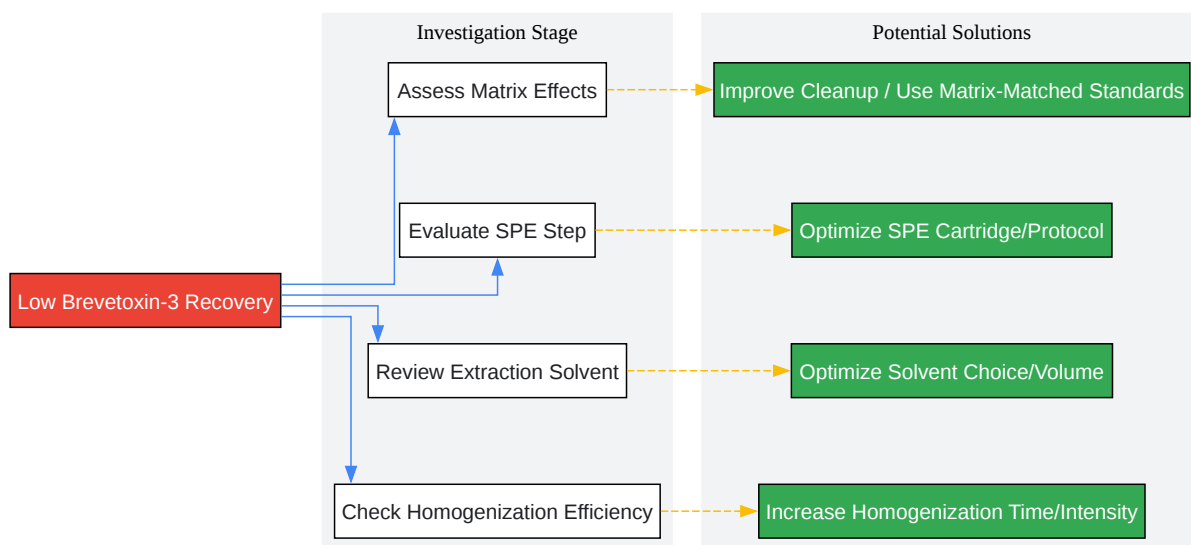 Investigation Stage
Potential Solutions
Assess Matrix Effects
Improve Cleanup / Use Matrix-Matched Standards
Evaluate SPE Step
Optimize SPE Cartridge/Protocol
Low Brevetoxin-3 Recovery
Review Extraction Solvent
Optimize Solvent Choice/Volume
Check Homogenization Efficiency
Increase Homogenization Time/Intensity